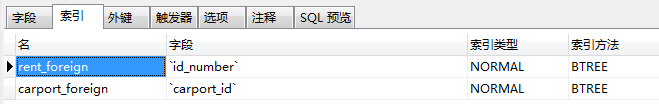 字段 索引 外键 触发器 选项 注释 SQL 预览
名 字段 索引类型 索引方法
rent_foreign `id_number` NORMAL BTREE
carport_foreign `carport_id` NORMAL BTREE